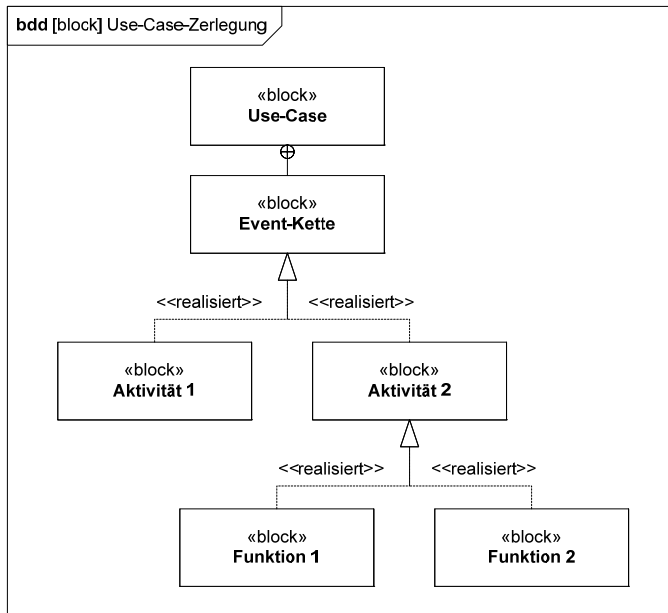 bdd [block] Use-Case-Zerlegung
«block»
Use-Case
«block»
Event-Kette
<<realisiert>> <<realisiert>>
«block» «block»
Aktivität 1 Aktivität 2
<<realisiert>> <<realisiert>>
«block» «block»
Funktion 1 Funktion 2